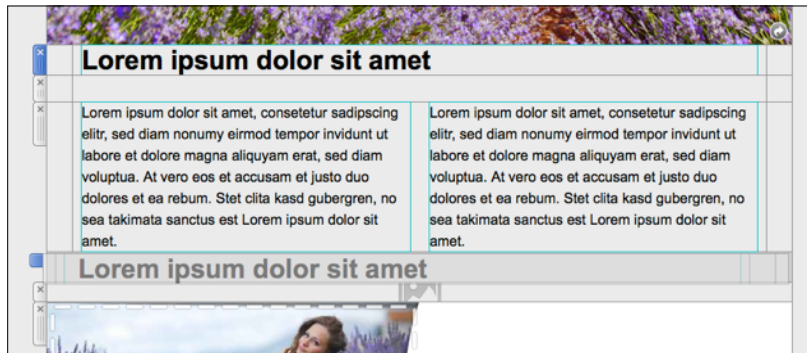 Lorem ipsum dolor sit amet
Lorem ipsum dolor sit amet, consetetur sadipscing
elitr, sed diam nonumy eirmod tempor invidunt ut
labore et dolore magna aliquyam erat, sed diam
voluptua. At vero eos et accusam et justo duo
dolores et ea rebum. Stet clita kasd gubergren, no
sea takimata sanctus est Lorem ipsum dolor sit
amet.
Lorem ipsum dolor sit amet, consetetur sadipscing
elitr, sed diam nonumy eirmod tempor invidunt ut
labore et dolore magna aliquyam erat, sed diam
voluptua. At vero eos et accusam et justo duo
dolores et ea rebum. Stet clita kasd gubergren, no
sea takimata sanctus est Lorem ipsum dolor sit
amet.
Lorem ipsum dolor sit amet